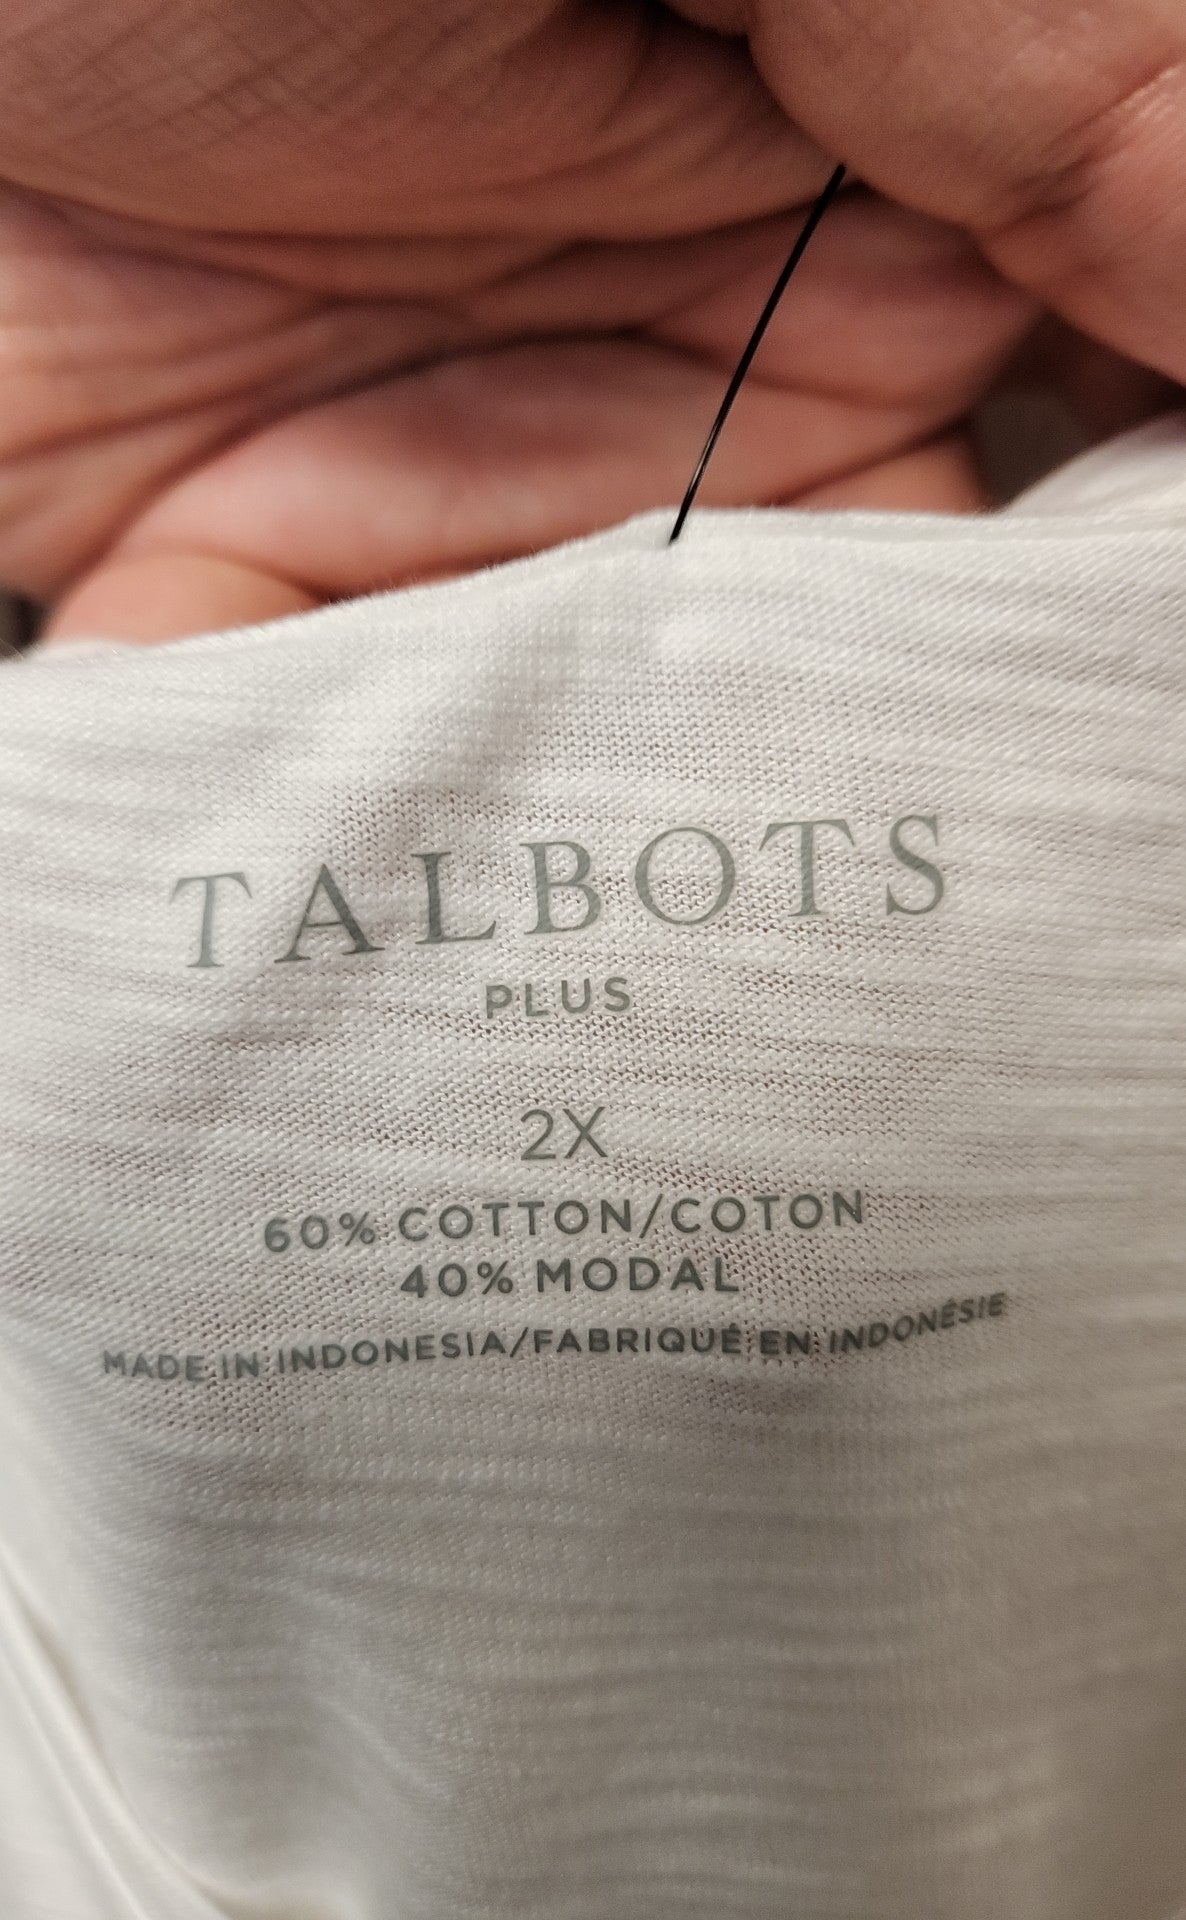 TALBOTS
PLUS
2X
60% COTTON/COTON
40% MODAL
MADE IN INDONESIA/FABRIQUÉ EN INDONÉSIE